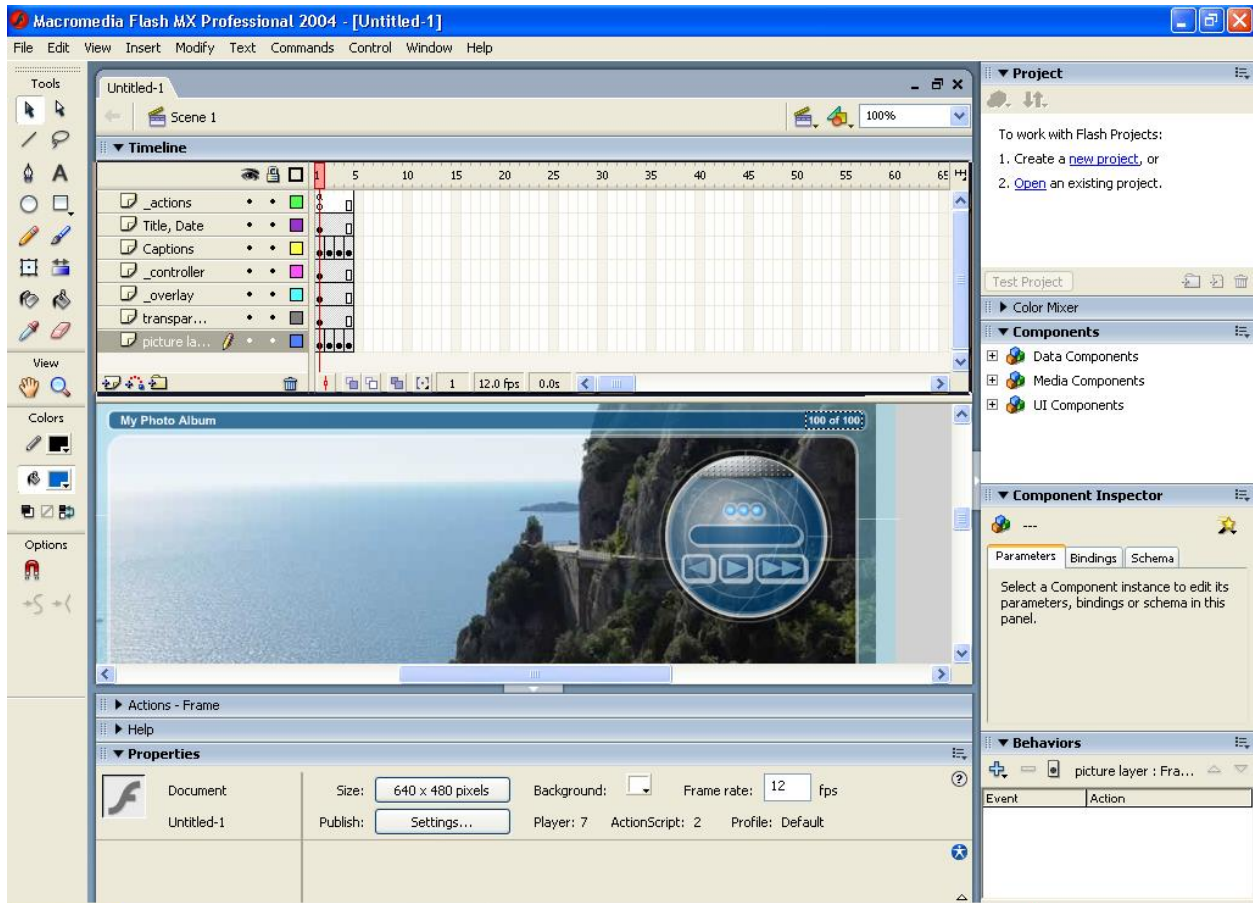 Macromedia Flash MX Professional 2004 - [Untitled-1]
File Edit View Insert Modify Text Commands Control Window Help
Tools
View
Colors
Options
Untitled-1
Scene 1
100%
Timeline
1 5 10 15 20 25 30 35 40 45 50 55 60 65
_actions
Title, Date
Captions
_controller
_overlay
transpar...
picture la...
1 12.0 fps 0.0s
My Photo Album 100 of 100
Actions - Frame
Help
Properties
Document
Untitled-1
Size: 640 x 480 pixels Background: Frame rate: 12 fps
Publish: Settings... Player: 7 ActionScript: 2 Profile: Default
Project
To work with Flash Projects:
1. Create a new project, or
2. Open an existing project.
Test Project
Color Mixer
Components
Data Components
Media Components
UI Components
Component Inspector
---
Parameters Bindings Schema
Select a Component instance to edit its
parameters, bindings or schema in this
panel.
Behaviors
picture layer : Fra...
Event Action